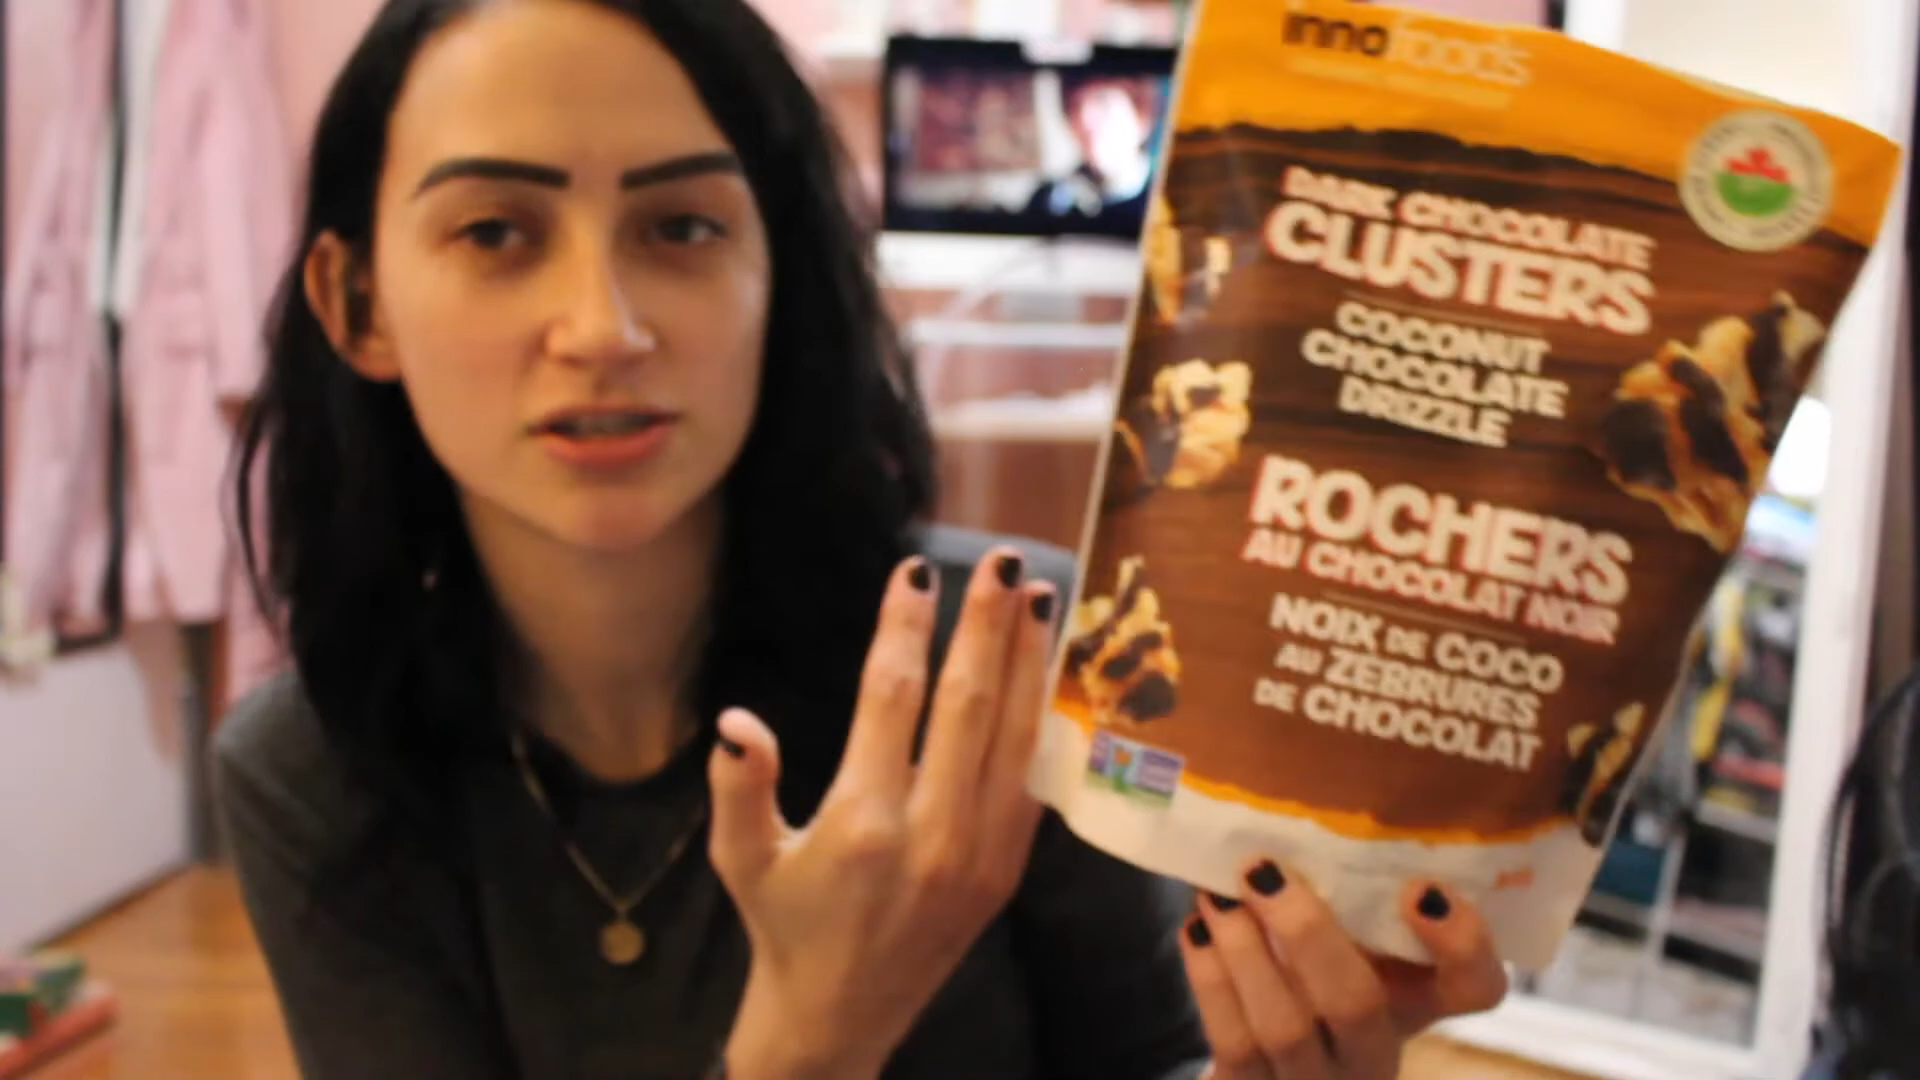 innofoods
DARK CHOCOLATE
CLUSTERS
COCONUT
CHOCOLATE
DRIZZLE
ROCHERS
AU CHOCOLAT NOIR
NOIX DE COCO
AU ZEBRURES
DE CHOCOLAT